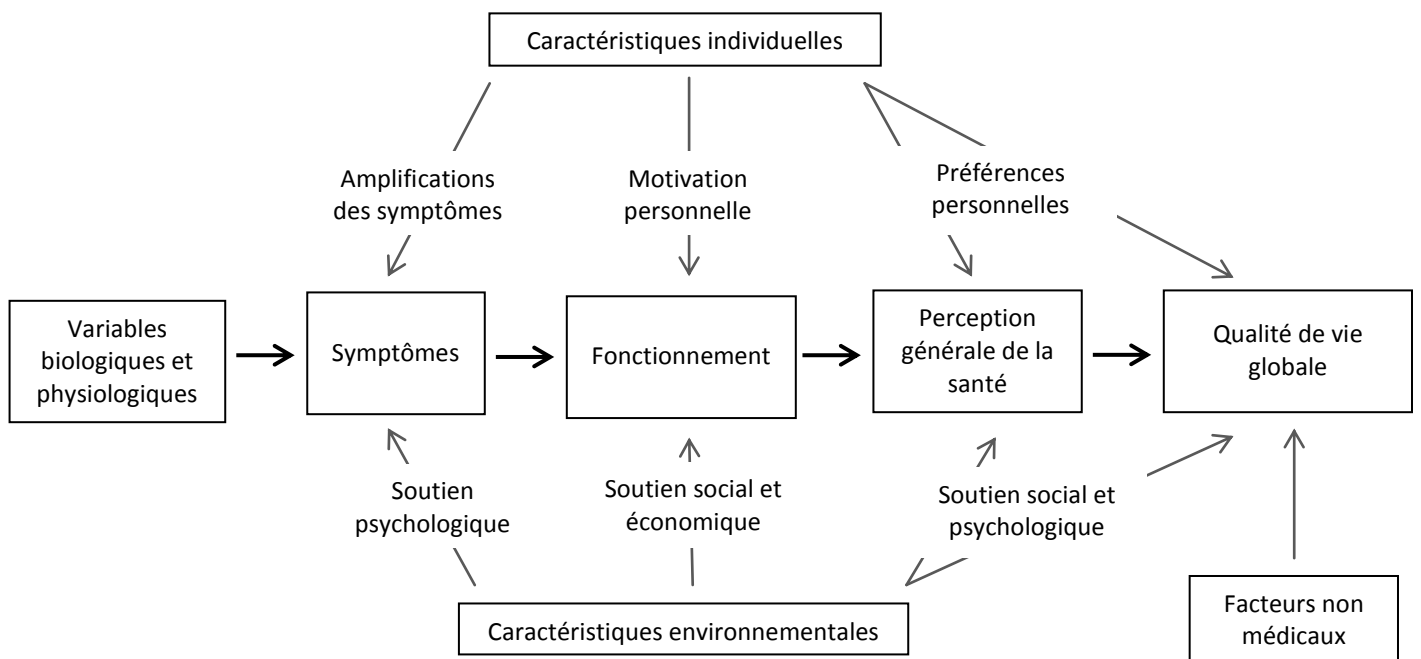 Caractéristiques individuelles
Amplifications
des symptômes
Motivation
personnelle
Préférences
personnelles
Variables
biologiques et
physiologiques
Symptômes
Fonctionnement
Perception
générale de la
santé
Qualité de vie
globale
Soutien
psychologique
Soutien social et
économique
Soutien social et
psychologique
Caractéristiques environnementales
Facteurs non
médicaux